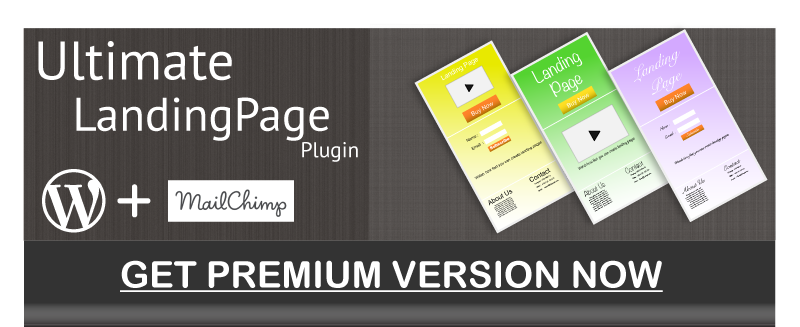 Ultimate
LandingPage
Plugin
W + MailChimp
Landing Page
Buy Now
Name :
Email :
About Us
Contact
Landing
Page
Buy Now
About Us
Contact
Landing
Page
Buy Now
About Us
Contact
GET PREMIUM VERSION NOW